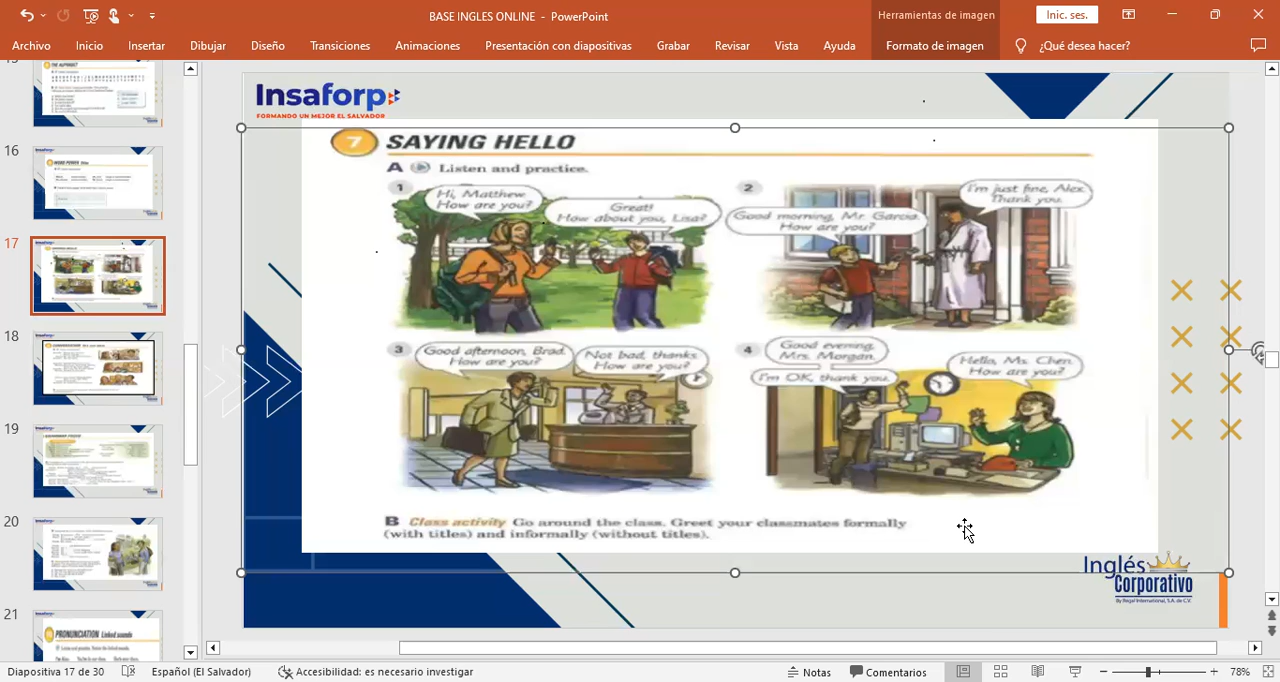 BASE INGLES ONLINE - PowerPoint
Herramientas de imagen
Inic. ses.
Archivo Inicio Insertar Dibujar Diseño Transiciones Animaciones Presentación con diapositivas Grabar Revisar Vista Ayuda Formato de imagen ¿Qué desea hacer?
16
17
18
19
20
21
PRONUNCIATION Linked sounds
Insaforp
FORMANDO UN MEJOR EL SALVADOR
7 SAYING HELLO
A Listen and practice.
1
Hi, Matthew
How are you?
Great!
How about you, Lisa?
2
Good morning, Mr. Garcia.
How are you?
I'm just fine, Alex.
Thank you.
3
Good afternoon, Brad.
How are you?
Not bad, thanks.
How are you?
4
Good evening,
Mrs. Morgan.
I'm OK, thank you.
Hello, Ms. Chen.
How are you?
B Class activity Go around the class. Greet your classmates formally
(with titles) and informally (without titles).
Inglés
Corporativo
By Regal International, S.A. de C.V.
Diapositiva 17 de 30 Español (El Salvador) Accesibilidad: es necesario investigar Notas Comentarios 78%